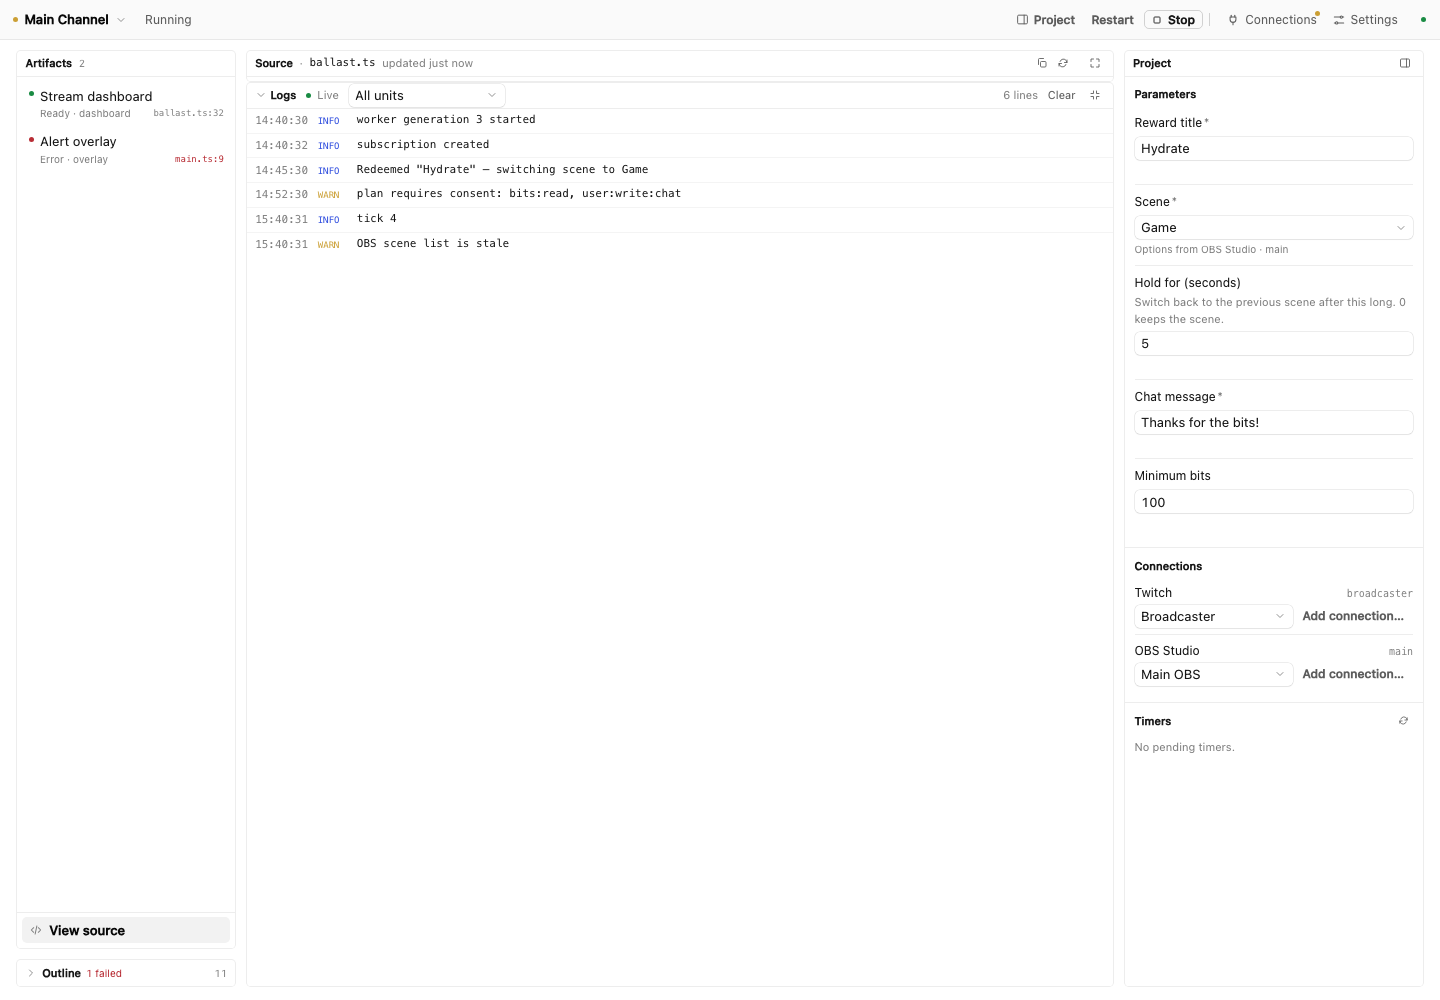 Main Channel
Running
Project
Restart
Stop
Connections
Settings
Artifacts 2
Stream dashboard
Ready · dashboard ballast.ts:32
Alert overlay
Error · overlay main.ts:9
View source
Outline 1 failed 11
Source · ballast.ts updated just now
Logs Live All units 6 lines Clear
14:40:30 INFO worker generation 3 started
14:40:32 INFO subscription created
14:45:30 INFO Redeemed "Hydrate" — switching scene to Game
14:52:30 WARN plan requires consent: bits:read, user:write:chat
15:40:31 INFO tick 4
15:40:31 WARN OBS scene list is stale
Project
Parameters
Reward title*
Hydrate
Scene*
Game
Options from OBS Studio · main
Hold for (seconds)
Switch back to the previous scene after this long. 0
keeps the scene.
5
Chat message*
Thanks for the bits!
Minimum bits
100
Connections
Twitch broadcaster
Broadcaster Add connection...
OBS Studio main
Main OBS Add connection...
Timers
No pending timers.